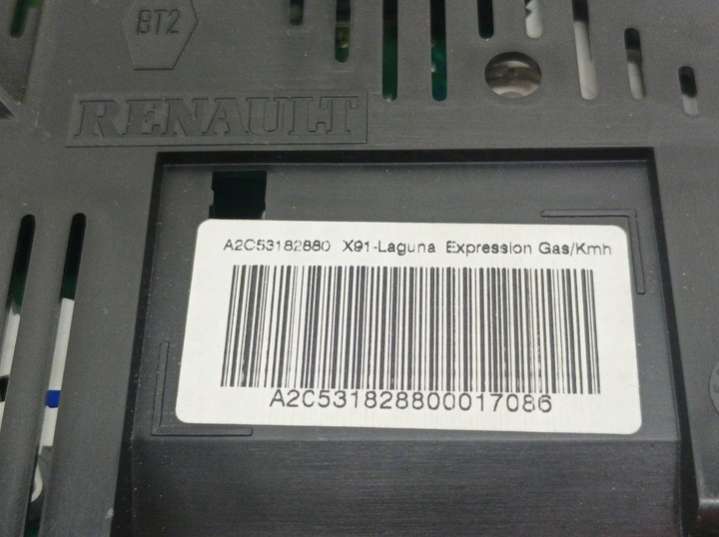 BT2
RENAULT
A2C53182880 X91-Laguna Expression Gas/Kmh
A2C531828800017086